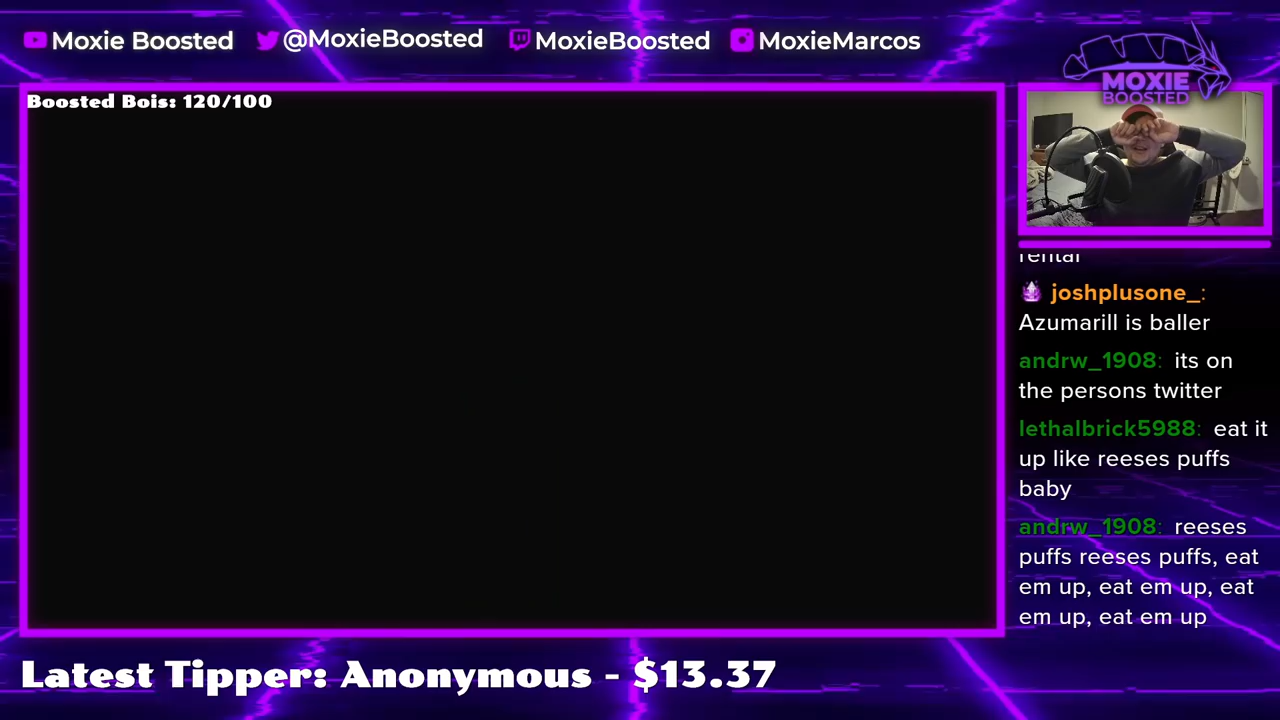 Moxie Boosted @MoxieBoosted MoxieBoosted MoxieMarcos
MOXIE
BOOSTED
Boosted Bois: 120/100
rental
joshplusone_:
Azumarill is baller
andrw_1908: its on
the persons twitter
lethalbrick5988: eat it
up like reeses puffs
baby
andrw_1908: reeses
puffs reeses puffs, eat
em up, eat em up, eat
em up, eat em up
Latest Tipper: Anonymous - $13.37